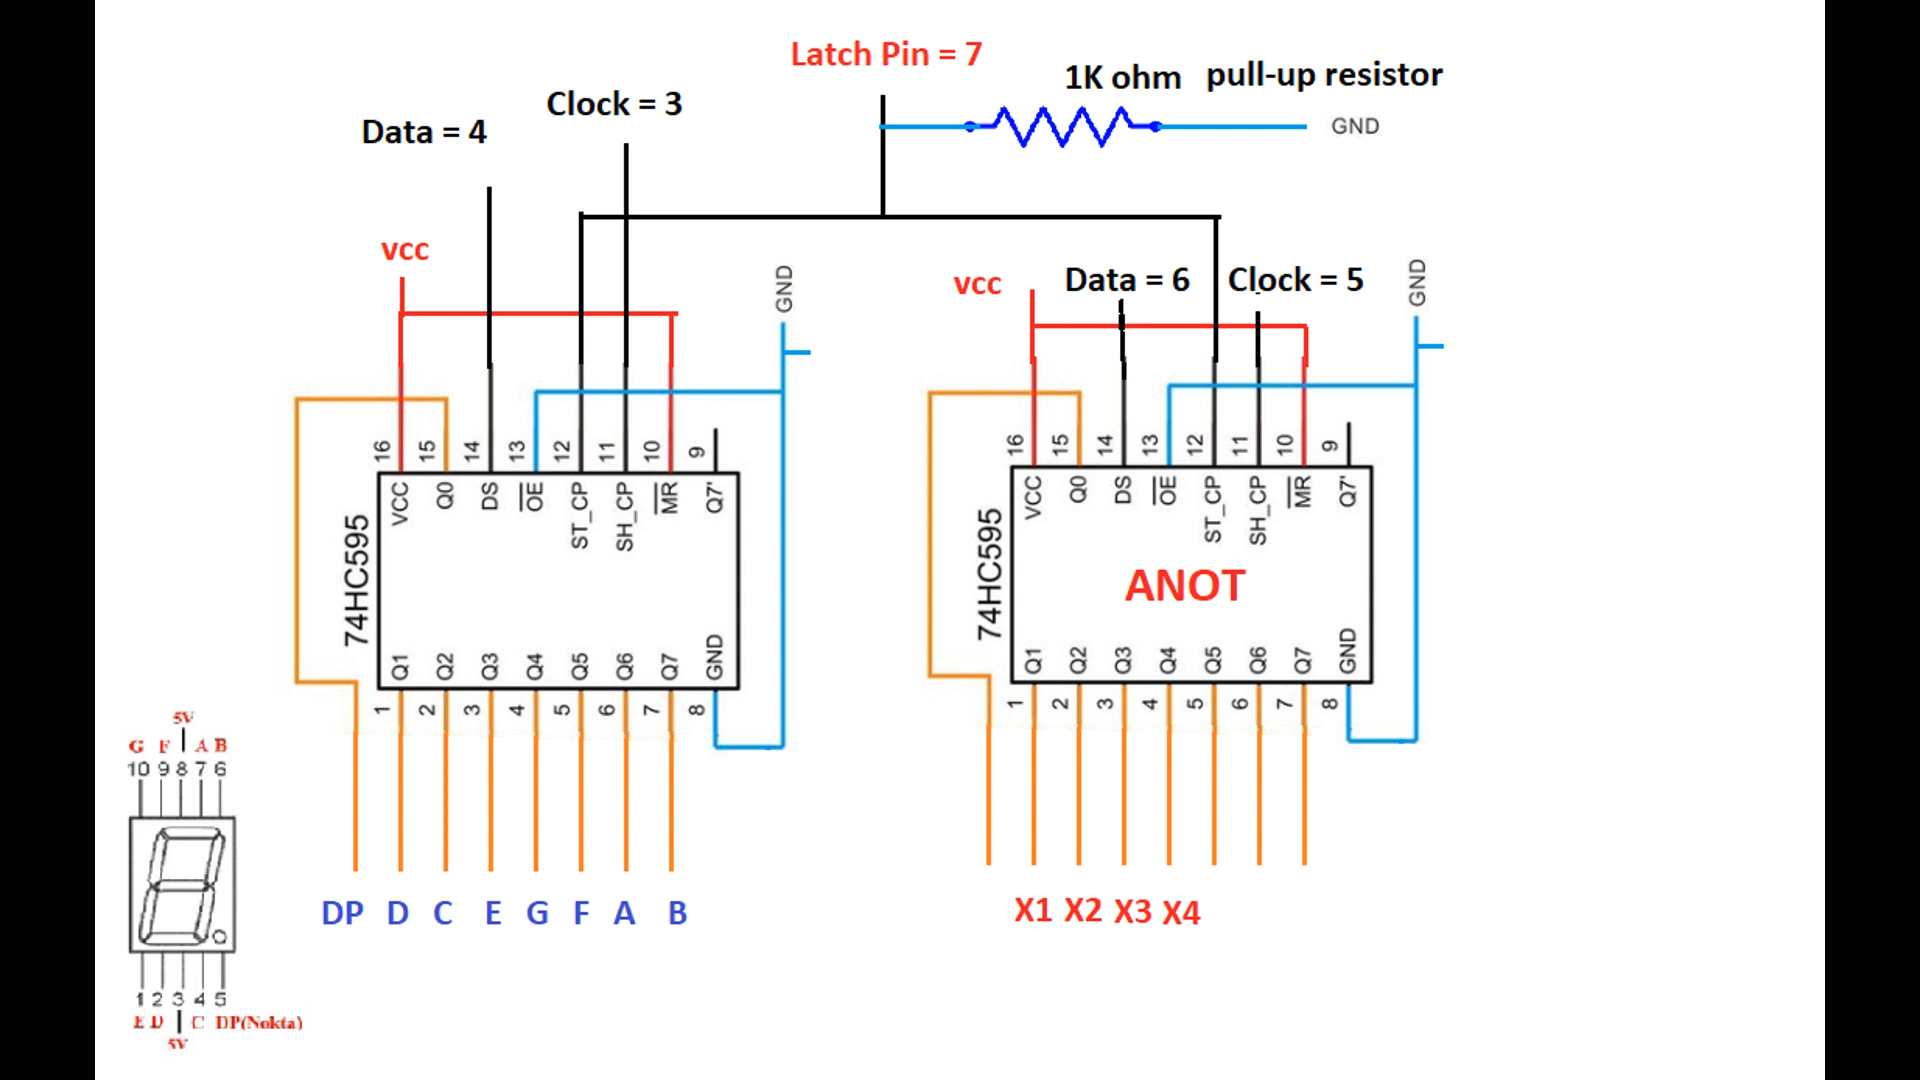 Latch Pin = 7
1K ohm pull-up resistor
GND
Clock = 3
Data = 4
vcc
GND
16 15 14 13 12 11 10 9
VCC Q0 DS OE ST_CP SH_CP MR Q7'
74HC595
Q1 Q2 Q3 Q4 Q5 Q6 Q7 GND
1 2 3 4 5 6 7 8
DP D C E G F A B
vcc
Data = 6 Clock = 5
GND
16 15 14 13 12 11 10 9
VCC Q0 DS OE ST_CP SH_CP MR Q7'
74HC595
ANOT
Q1 Q2 Q3 Q4 Q5 Q6 Q7 GND
1 2 3 4 5 6 7 8
X1 X2 X3 X4
5V
G F A B
10 9 8 7 6
1 2 3 4 5
E D C DP(Nokta)
5V